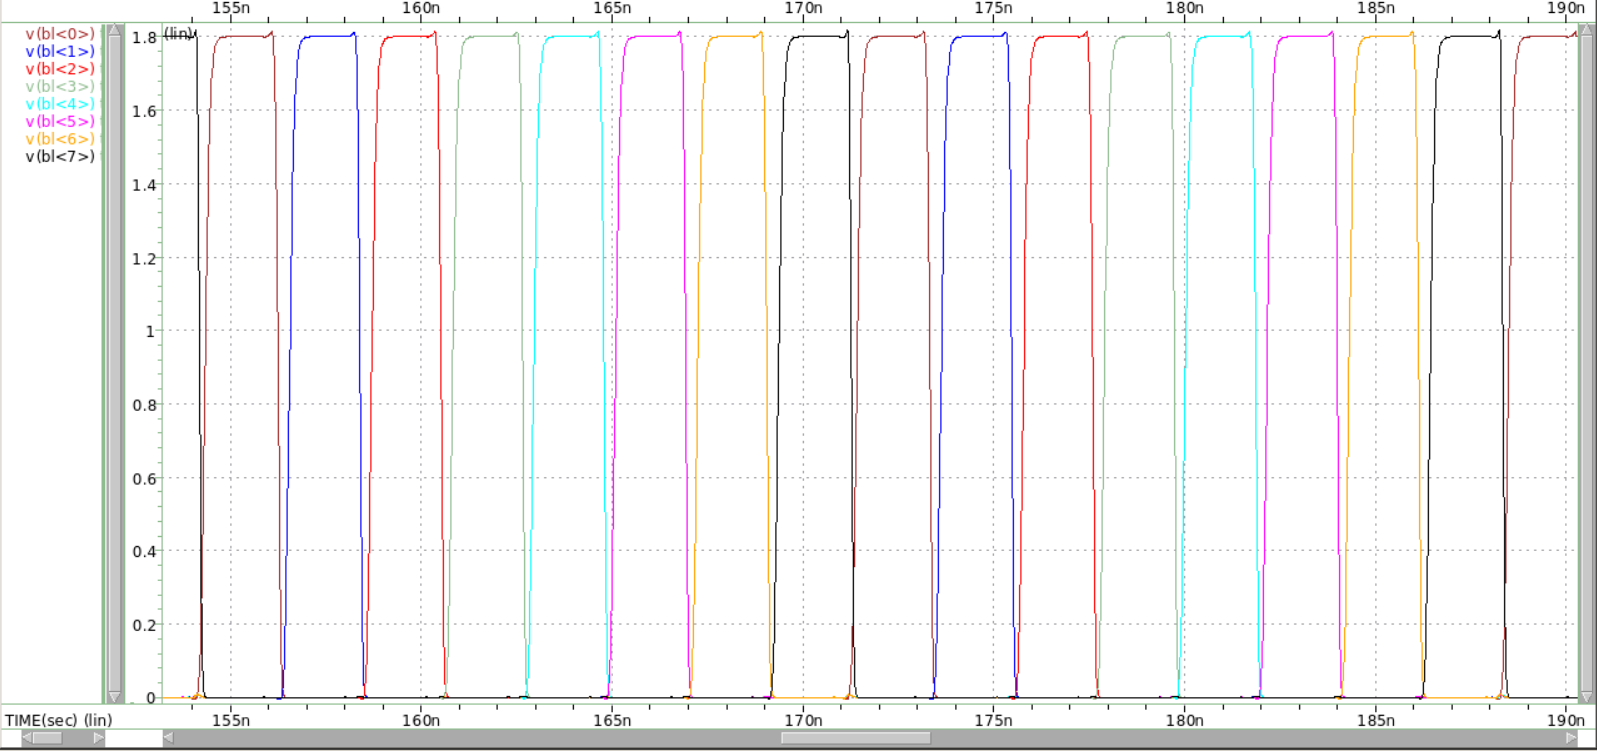 155n 160n 165n 170n 175n 180n 185n 190n
v(bl<0>)
v(bl<1>)
v(bl<2>)
v(bl<3>)
v(bl<4>)
v(bl<5>)
v(bl<6>)
v(bl<7>)
1.8 (lin)
1.6
1.4
1.2
1
0.8
0.6
0.4
0.2
0
TIME(sec) (lin) 155n 160n 165n 170n 175n 180n 185n 190n